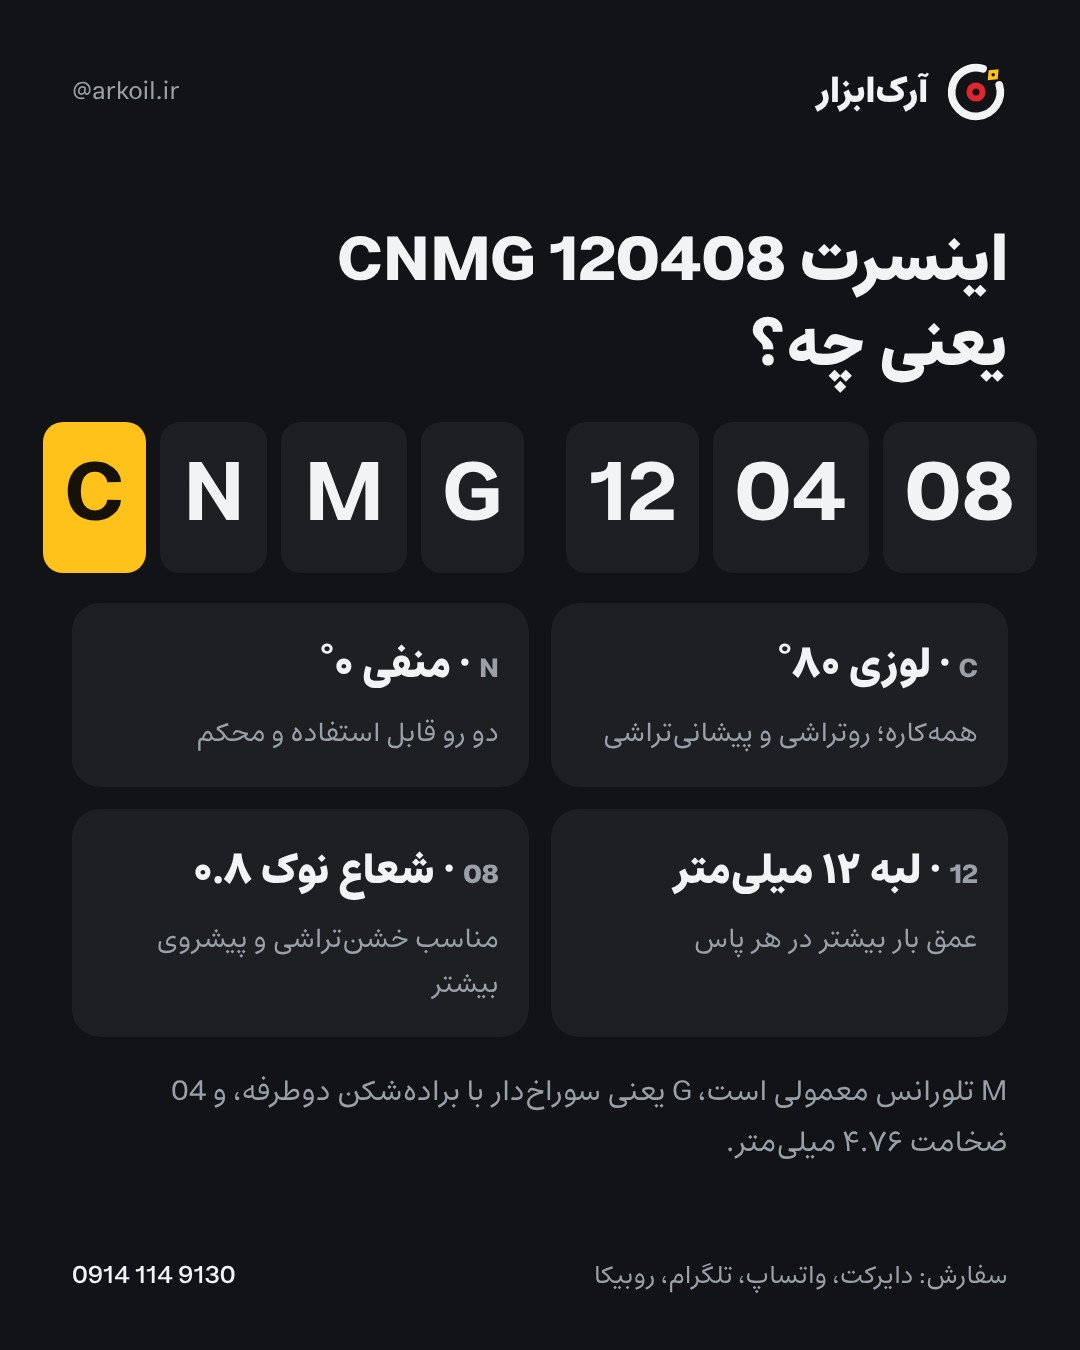 آرک‌ابزار
@arkoil.ir
اینسرت CNMG 120408
یعنی چه؟
C N M G 12 04 08
C · لوزی ۸۰°
همه‌کاره؛ روتراشی و پیشانی‌تراشی
N · منفی ۰°
دو رو قابل استفاده و محکم
12 · لبه ۱۲ میلی‌متر
عمق بار بیشتر در هر پاس
08 · شعاع نوک ۰.۸
مناسب خشن‌تراشی و پیشروی
بیشتر
M تلورانس معمولی است، G یعنی سوراخ‌دار با براده‌شکن دوطرفه، و 04
ضخامت ۴.۷۶ میلی‌متر.
سفارش: دایرکت، واتساپ، تلگرام، روبیکا
0914 114 9130